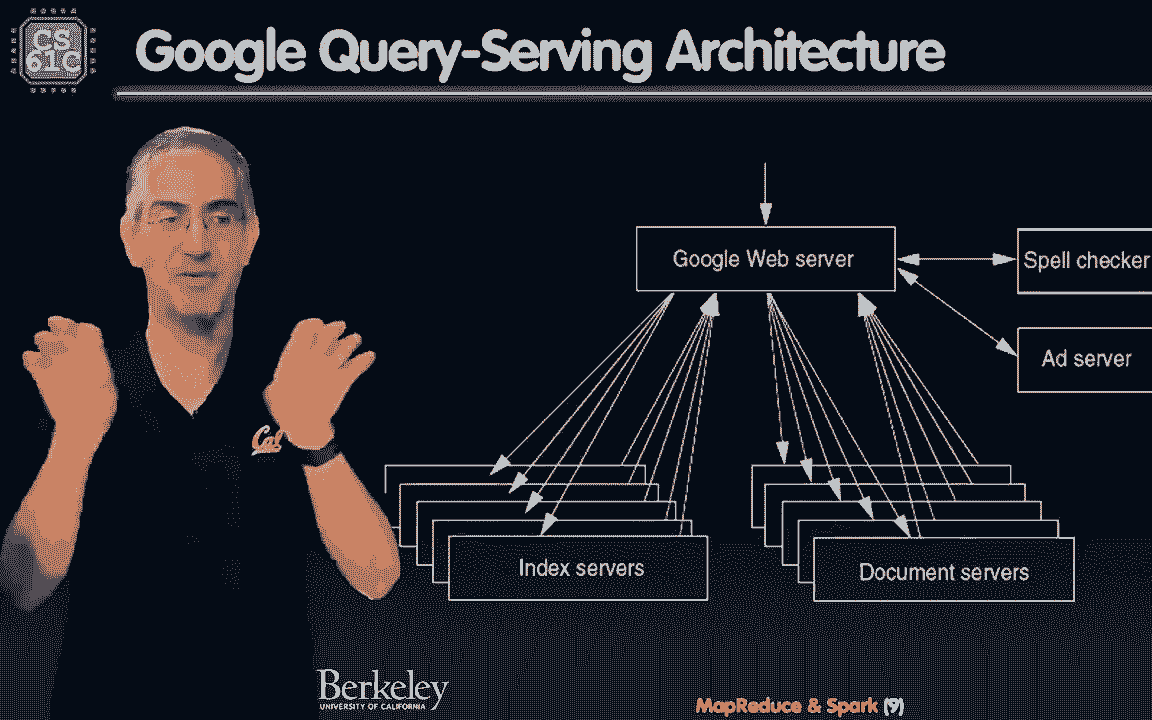 CS
61C
Google Query-Serving Architecture
Google Web server
Spell checker
Ad server
Cal
Index servers
Document servers
Berkeley
UNIVERSITY OF CALIFORNIA
MapReduce & Spark (9)